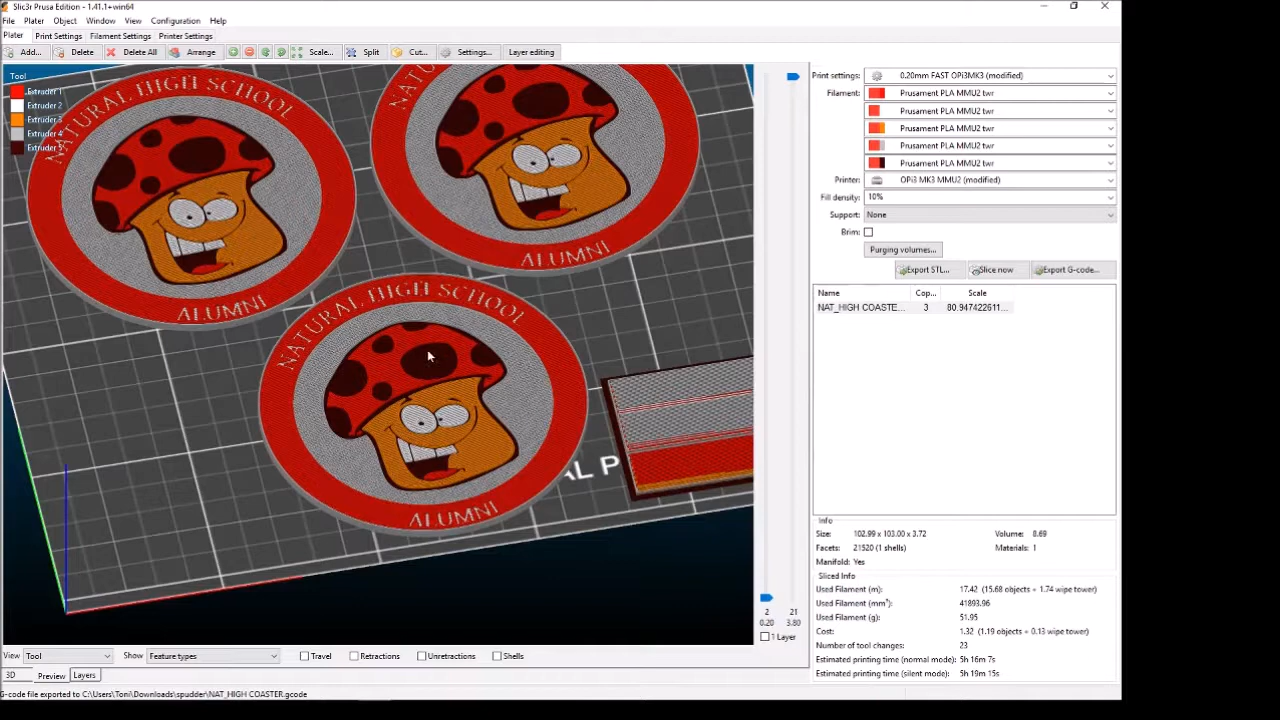 Slic3r Prusa Edition - 1.41.1+win64
File Plater Object Window View Configuration Help
Plater Print Settings Filament Settings Printer Settings
Add... Delete Delete All Arrange Scale... Split Cut... Settings... Layer editing
Tool
Extruder 1
Extruder 2
Extruder 3
Extruder 4
Extruder 5
NATURAL HIGH SCHOOL
ALUMNI
NATU
ALUMNI
NATURAL HIGH SCHOOL
ALUMNI
AL P
Print settings: 0.20mm FAST OPi3MK3 (modified)
Filament: Prusament PLA MMU2 twr
Prusament PLA MMU2 twr
Prusament PLA MMU2 twr
Prusament PLA MMU2 twr
Prusament PLA MMU2 twr
Printer: OPi3 MK3 MMU2 (modified)
Fill density: 10%
Support: None
Brim:
Purging volumes...
Export STL... Slice now Export G-code...
Name Cop... Scale
NAT_HIGH COASTE... 3 80.947422611...
Info
Size: 102.99 x 103.00 x 3.72 Volume: 8.69
Facets: 21520 (1 shells) Materials: 1
Manifold: Yes
Sliced Info
Used Filament (m): 17.42 (15.68 objects + 1.74 wipe tower)
Used Filament (mm³): 41893.96
Used Filament (g): 51.95
Cost: 1.32 (1.19 objects + 0.13 wipe tower)
Number of tool changes: 23
Estimated printing time (normal mode): 5h 16m 7s
Estimated printing time (silent mode): 5h 19m 15s
2 21
0.20 3.80
1 Layer
View Tool Show Feature types Travel Retractions Unretractions Shells
3D Preview Layers
G-code file exported to C:\Users\Toni\Downloads\spudder\NAT_HIGH COASTER.gcode